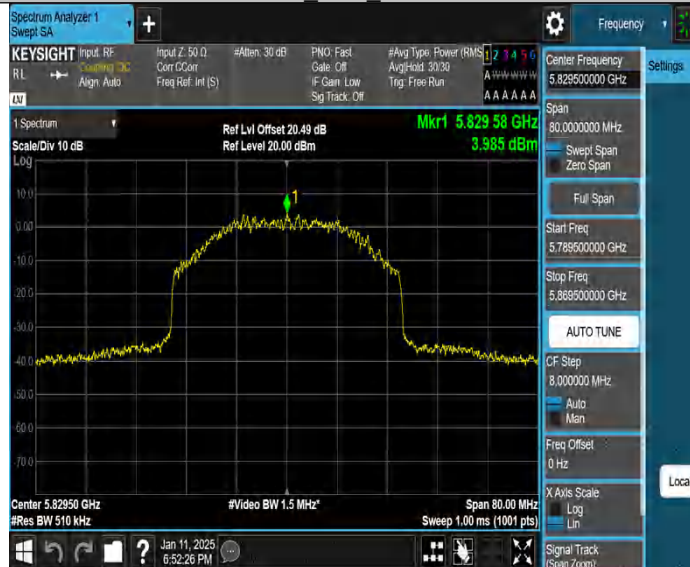 Spectrum Analyzer 1
Swept SA
+
Frequency
KEYSIGHT
RL
Input: RF
Coupling: DC
Align: Auto
Input Z: 50 Ω
Corr CCorr
Freq Ref: Int (S)
#Atten: 30 dB
PNO: Fast
Gate: Off
IF Gain: Low
Sig Track: Off
#Avg Type: Power (RMS
Avg|Hold: 30/30
Trig: Free Run
1 2 3 4 5 6
A W W W W W
A A A A A A
LXI
1 Spectrum
Scale/Div 10 dB
Log
Ref Lvl Offset 20.49 dB
Ref Level 20.00 dBm
Mkr1 5.829 58 GHz
3.985 dBm
1
10.0
0.00
-10.0
-20.0
-30.0
-40.0
-50.0
-60.0
-70.0
Center 5.82950 GHz
#Res BW 510 kHz
#Video BW 1.5 MHz*
Span 80.00 MHz
Sweep 1.00 ms (1001 pts)
?
Jan 11, 2025
6:52:26 PM
Center Frequency
5.829500000 GHz
Span
80.0000000 MHz
Swept Span
Zero Span
Full Span
Start Freq
5.789500000 GHz
Stop Freq
5.869500000 GHz
AUTO TUNE
CF Step
8.000000 MHz
Auto
Man
Freq Offset
0 Hz
X Axis Scale
Log
Lin
Signal Track
(Span Zoom)
Settings
Loca